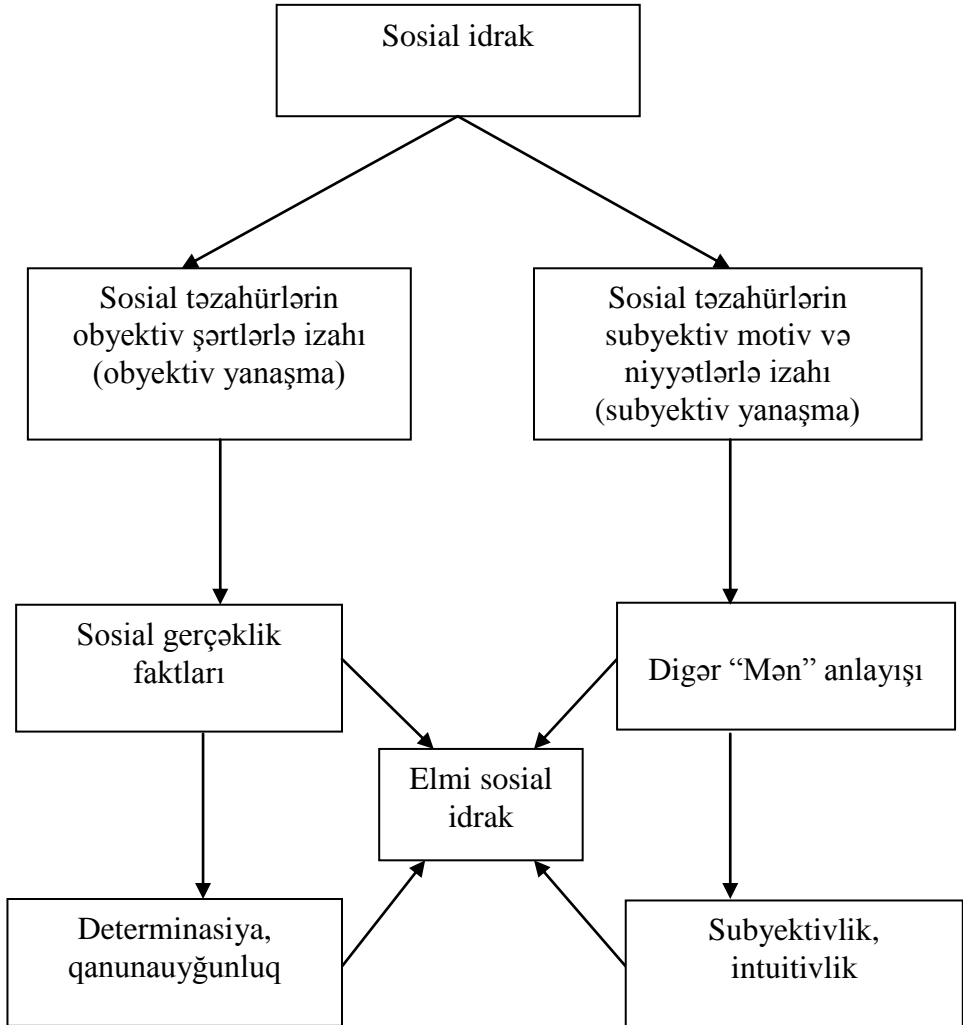 Sosial idrak
Sosial təzahürlərin
obyektiv şərtlərlə izahı
(obyektiv yanaşma)
Sosial təzahürlərin
subyektiv motiv və
niyyətlərlə izahı
(subyektiv yanaşma)
Sosial gerçəklik
faktları
Digər “Mən” anlayışı
Elmi sosial
idrak
Determinasiya,
qanunauyğunluq
Subyektivlik,
intuitivlik